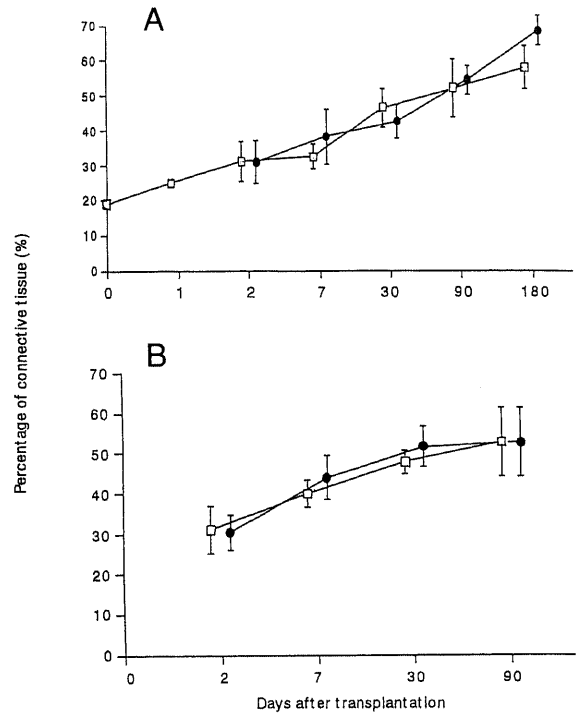 A
70
60
50
40
30
20
10
0
0 1 2 7 30 90 180
Percentage of connective tissue (%)
B
70
60
50
40
30
20
10
0
0 2 7 30 90
Days after transplantation